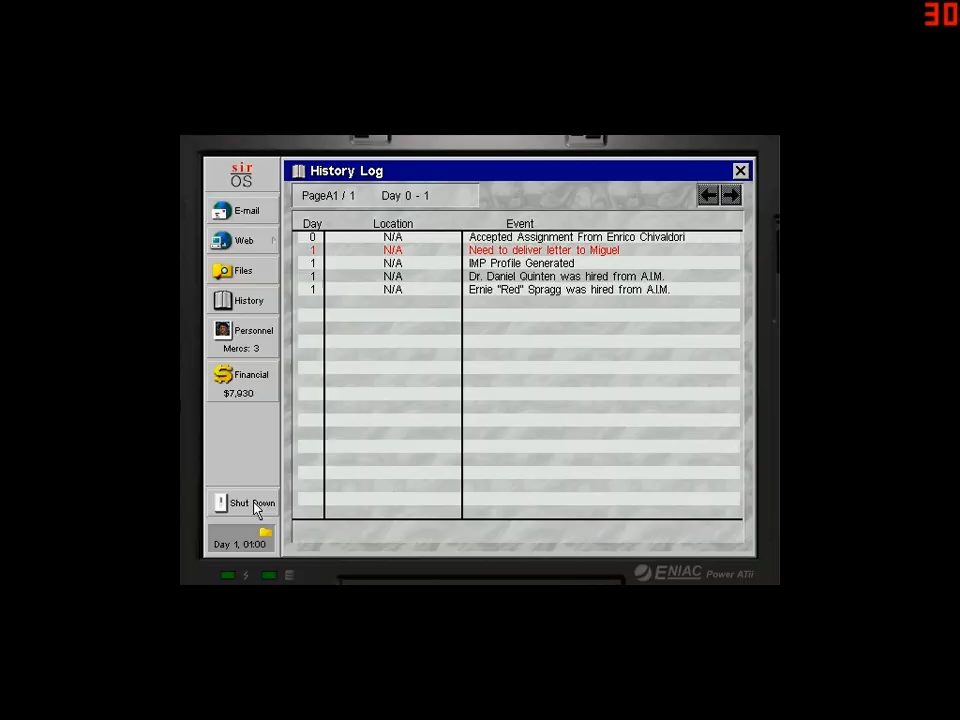 30
sir
OS
History Log
PageA1 / 1 Day 0 - 1
E-mail
Web
Files
History
Personnel
Mercs: 3
Financial
$7,930
Shut Down
Day 1, 01:00
Day Location Event
0 N/A Accepted Assignment From Enrico Chivaldori
1 N/A Need to deliver letter to Miguel
1 N/A IMP Profile Generated
1 N/A Dr. Daniel Quinten was hired from A.I.M.
1 N/A Ernie "Red" Spragg was hired from A.I.M.
ENIAC Power ATii